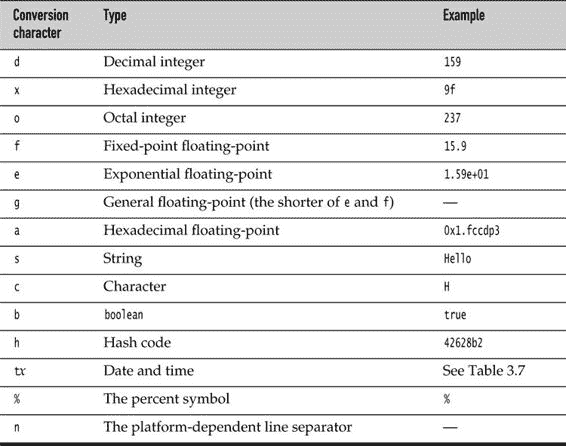 Conversion character Type Example
d Decimal integer 159
x Hexadecimal integer 9f
o Octal integer 237
f Fixed-point floating-point 15.9
e Exponential floating-point 1.59e+01
g General floating-point (the shorter of e and f) —
a Hexadecimal floating-point 0x1.fccdp3
s String Hello
c Character H
b boolean true
h Hash code 42628b2
tx Date and time See Table 3.7
% The percent symbol %
n The platform-dependent line separator —